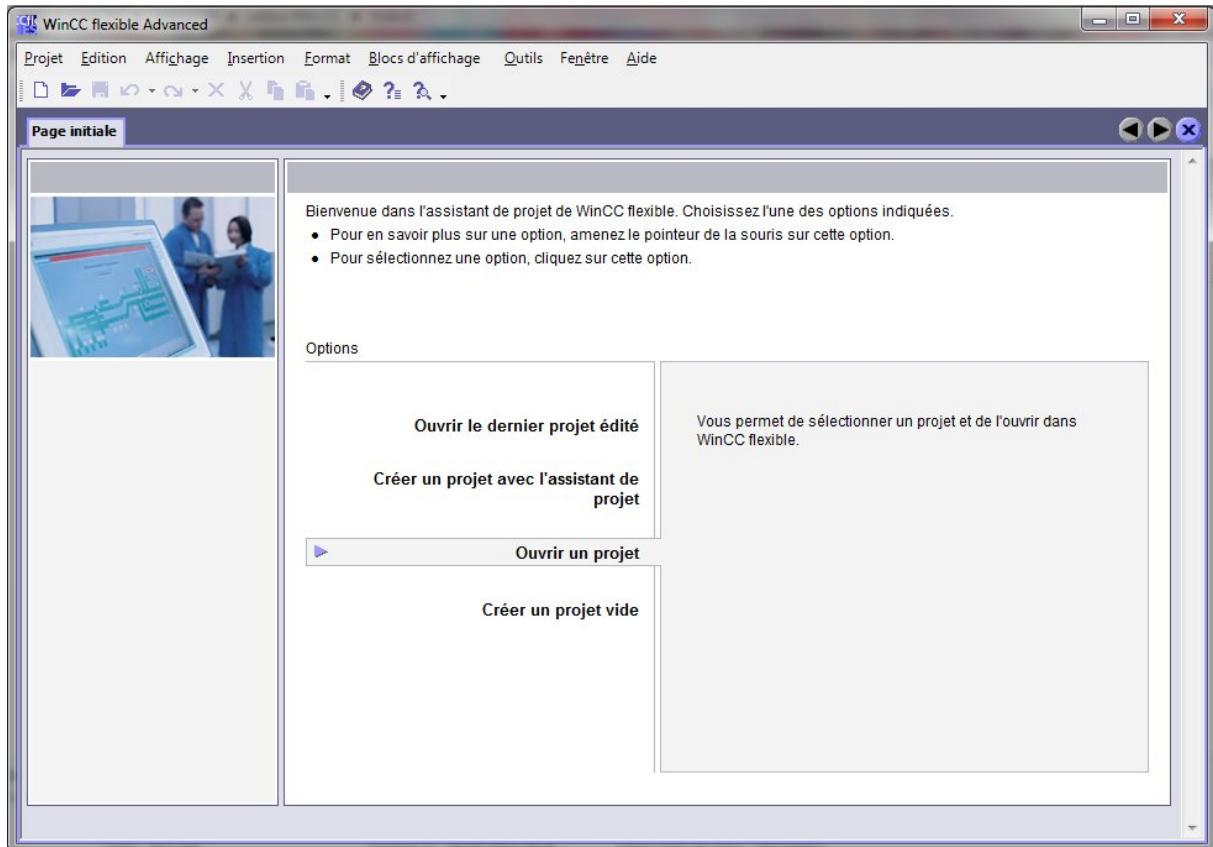 WinCC flexible Advanced
Projet Edition Affichage Insertion Format Blocs d'affichage Outils Fenêtre Aide
Page initiale
Bienvenue dans l'assistant de projet de WinCC flexible. Choisissez l'une des options indiquées.
• Pour en savoir plus sur une option, amenez le pointeur de la souris sur cette option.
• Pour sélectionnez une option, cliquez sur cette option.
Options
Ouvrir le dernier projet édité
Créer un projet avec l'assistant de
projet
Ouvrir un projet
Créer un projet vide
Vous permet de sélectionner un projet et de l'ouvrir dans
WinCC flexible.